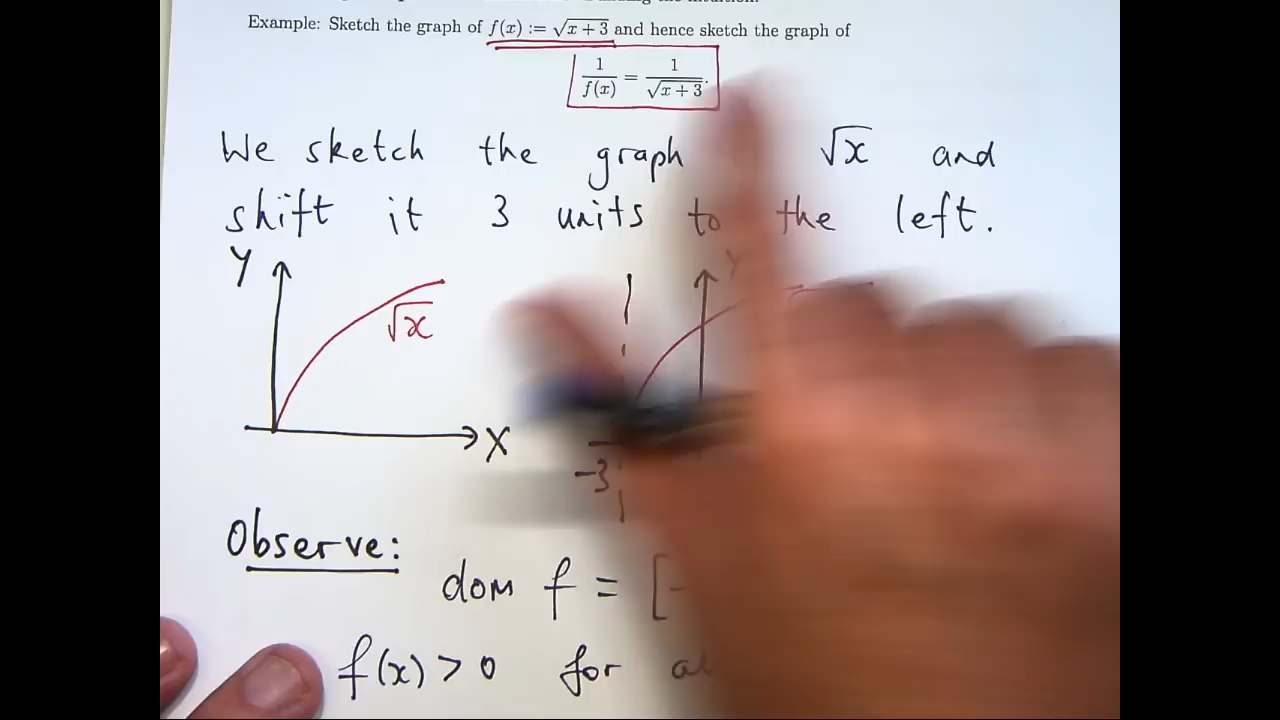 Example: Sketch the graph of f(x) := √x + 3 and hence sketch the graph of
1/f(x) = 1/√x + 3.
We sketch the graph √x and
shift it 3 units to the left.
Y
√x
X
Y
-3
Observe:
dom f = [-
f(x) > 0 for